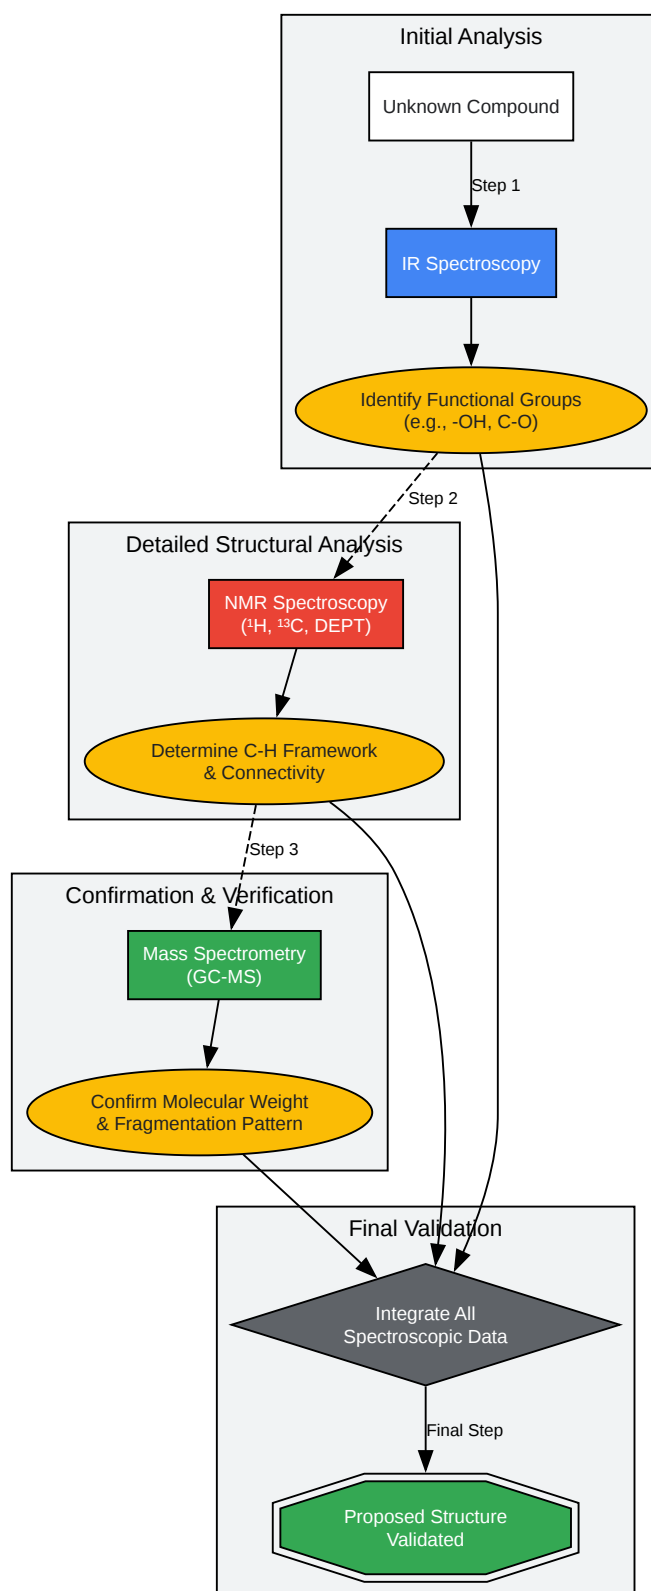 Initial Analysis
Unknown Compound
Step 1
IR Spectroscopy
Identify Functional Groups
(e.g., -OH, C-O)
Step 2
Detailed Structural Analysis
NMR Spectroscopy
(¹H, ¹³C, DEPT)
Determine C-H Framework
& Connectivity
Step 3
Confirmation & Verification
Mass Spectrometry
(GC-MS)
Confirm Molecular Weight
& Fragmentation Pattern
Final Validation
Integrate All
Spectroscopic Data
Final Step
Proposed Structure
Validated